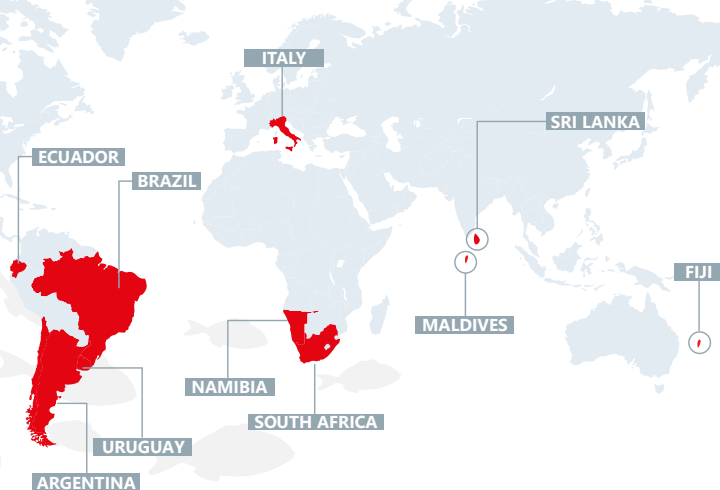 ITALY
SRI LANKA
ECUADOR
BRAZIL
FIJI
MALDIVES
NAMIBIA
SOUTH AFRICA
URUGUAY
ARGENTINA